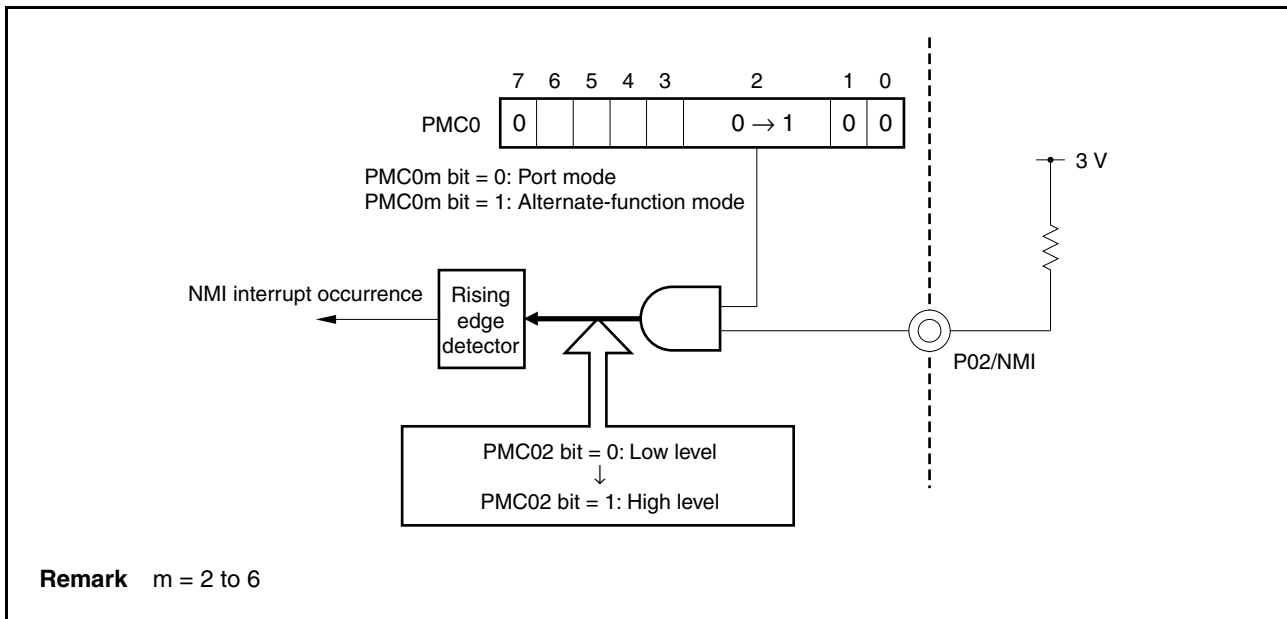 7 6 5 4 3 2 1 0
PMC0 0 0 → 1 0 0
PMC0m bit = 0: Port mode
PMC0m bit = 1: Alternate-function mode
3 V
NMI interrupt occurrence
Rising
edge
detector
P02/NMI
PMC02 bit = 0: Low level
↓
PMC02 bit = 1: High level
Remark m = 2 to 6